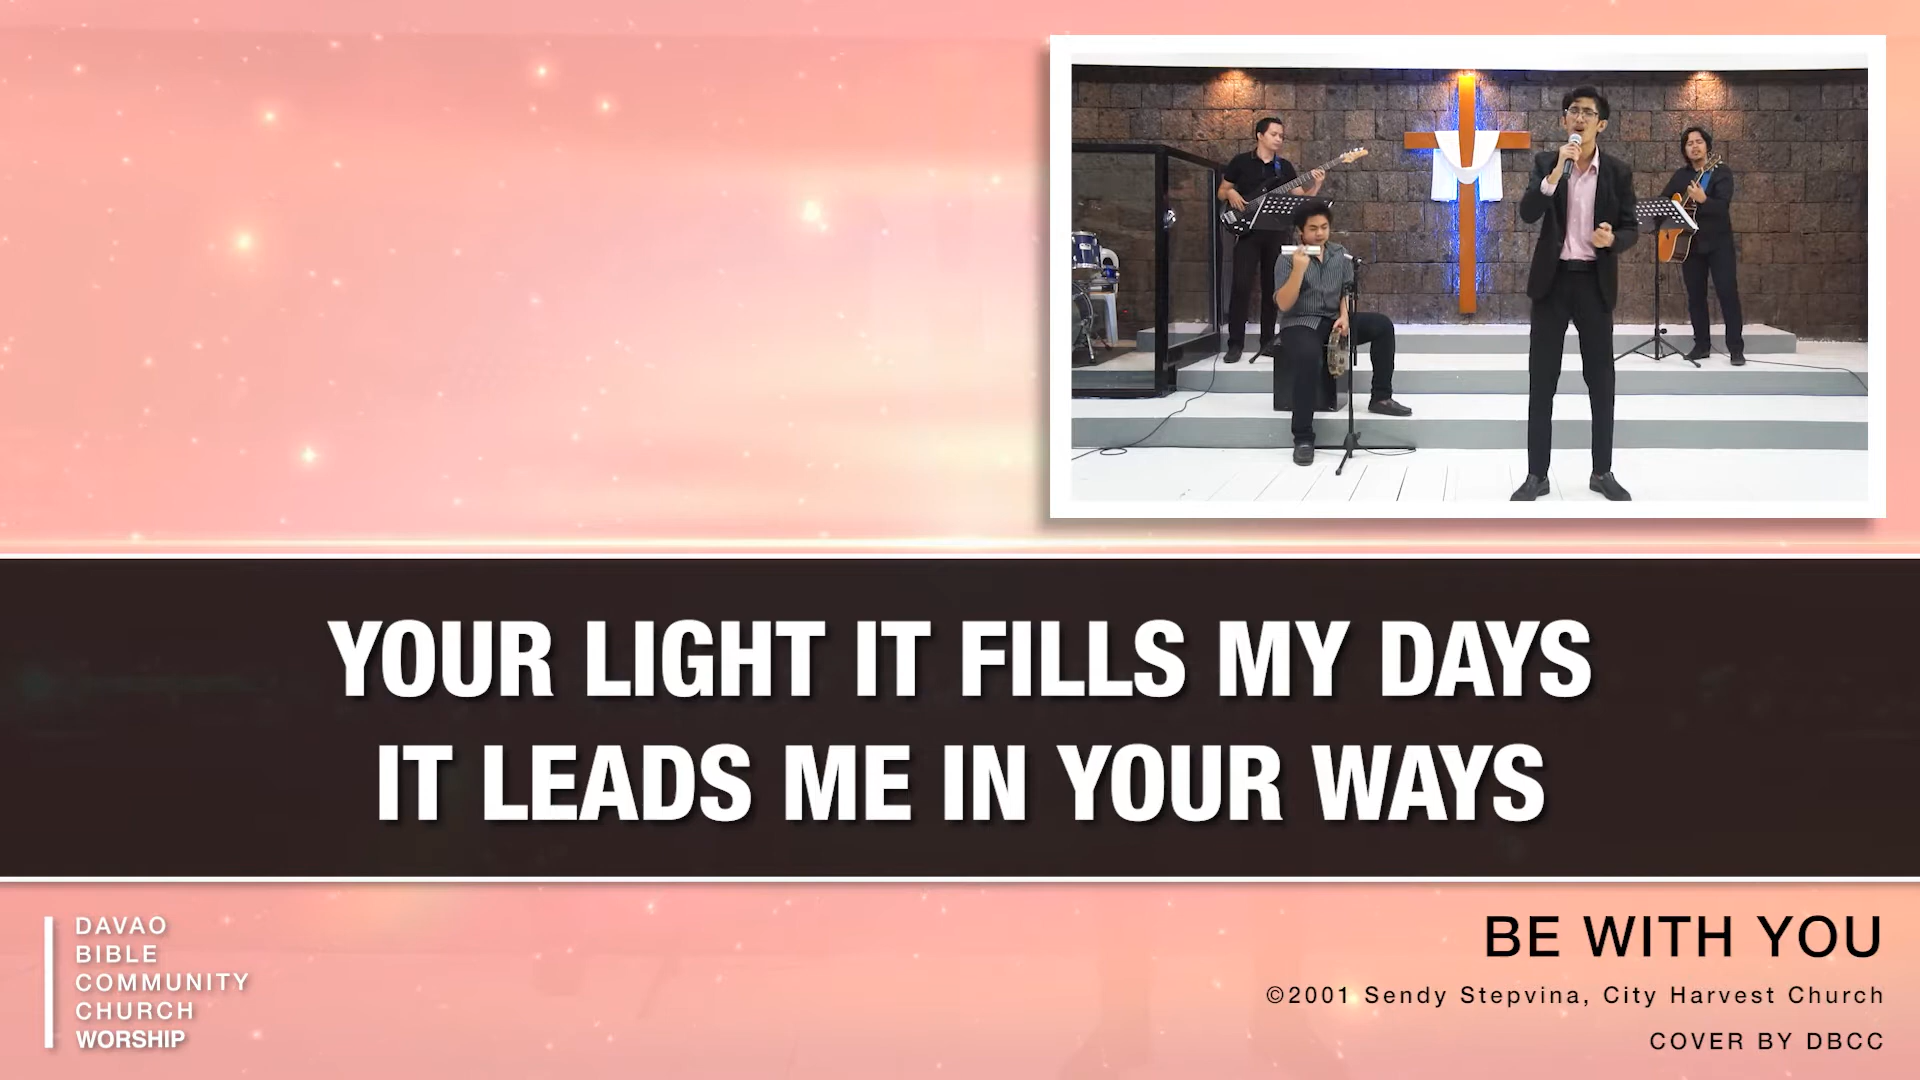 YOUR LIGHT IT FILLS MY DAYS
IT LEADS ME IN YOUR WAYS
DAVAO
BIBLE
COMMUNITY
CHURCH
WORSHIP
BE WITH YOU
©2001 Sendy Stepvina, City Harvest Church
COVER BY DBCC